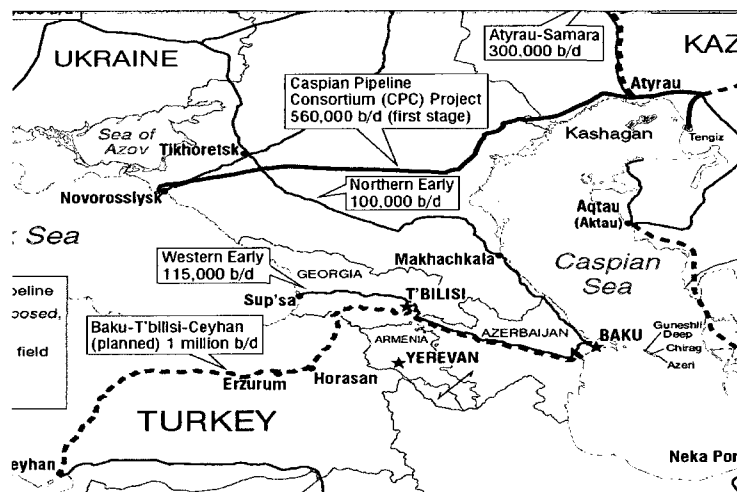 b/d
UKRAINE
Atyrau-Samara
300,000 b/d
KAZ
Caspian Pipeline
Consortium (CPC) Project
560,000 b/d (first stage)
Atyrau
Sea of
Azov
Tikhoretsk
Kashagan
Tengiz
Novorosslysk
Northern Early
100,000 b/d
Aqtau
(Aktau)
Sea
Western Early
115,000 b/d
GEORGIA
Makhachkala
Caspian
Sea
peline
posed,
field
Sup'sa
T'BILISI
Baku-T'bilisi-Ceyhan
(planned) 1 million b/d
ARMENIA
AZERBAIJAN
BAKU
Guneshli
Deep
Chirag
Azeri
YEREVAN
Erzurum
Horasan
TURKEY
eyhan
Neka Por